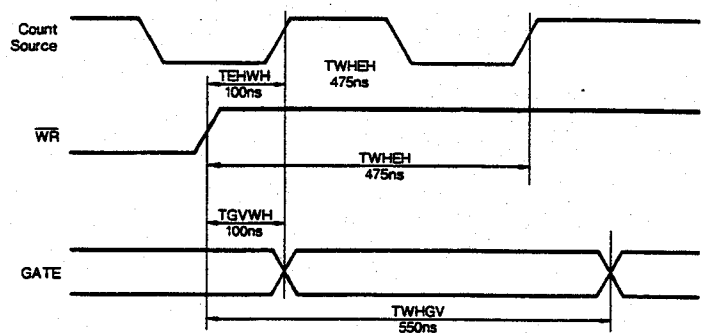 Count
Source
TEHWH
100ns
TWHEH
475ns
WR
TWHEH
475ns
TGVWH
100ns
GATE
TWHGV
550ns